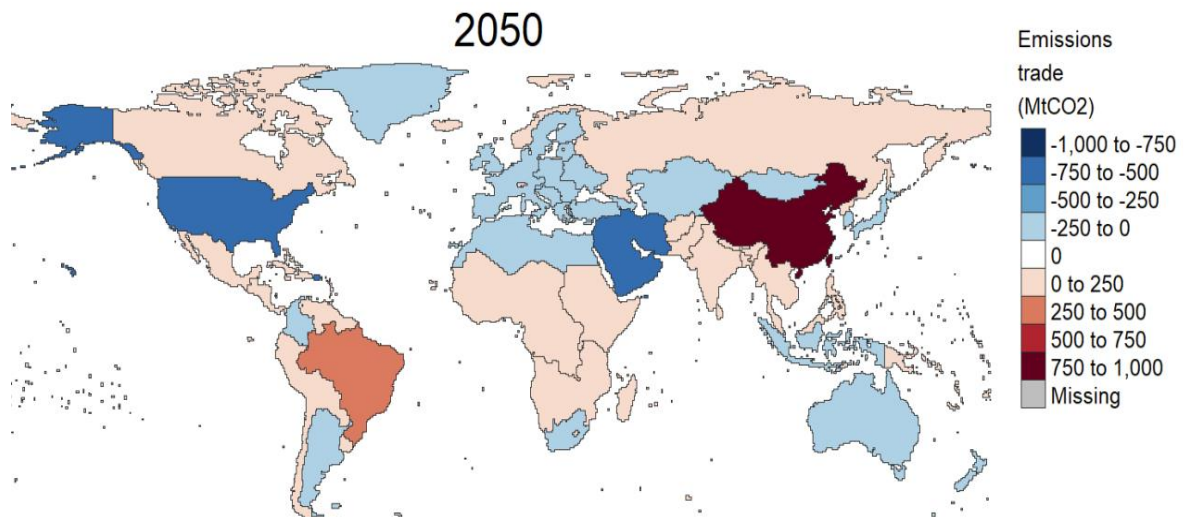 2050
Emissions
trade
(MtCO2)
-1,000 to -750
-750 to -500
-500 to -250
-250 to 0
0
0 to 250
250 to 500
500 to 750
750 to 1,000
Missing